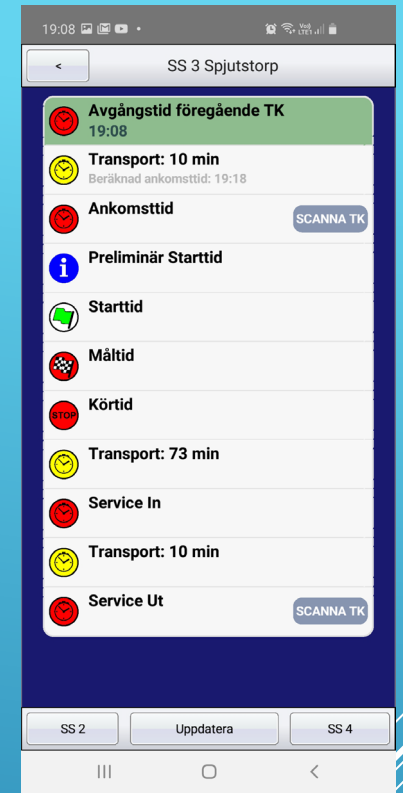 19:08
Voo)
LTE1
<
SS 3 Spjutstorp
Avgångstid föregående TK
19:08
Transport: 10 min
Beräknad ankomsttid: 19:18
Ankomsttid
SCANNA TK
Preliminär Starttid
Starttid
Måltid
STOP
Körtid
Transport: 73 min
Service In
Transport: 10 min
Service Ut
SCANNA TK
SS 2
Uppdatera
SS 4